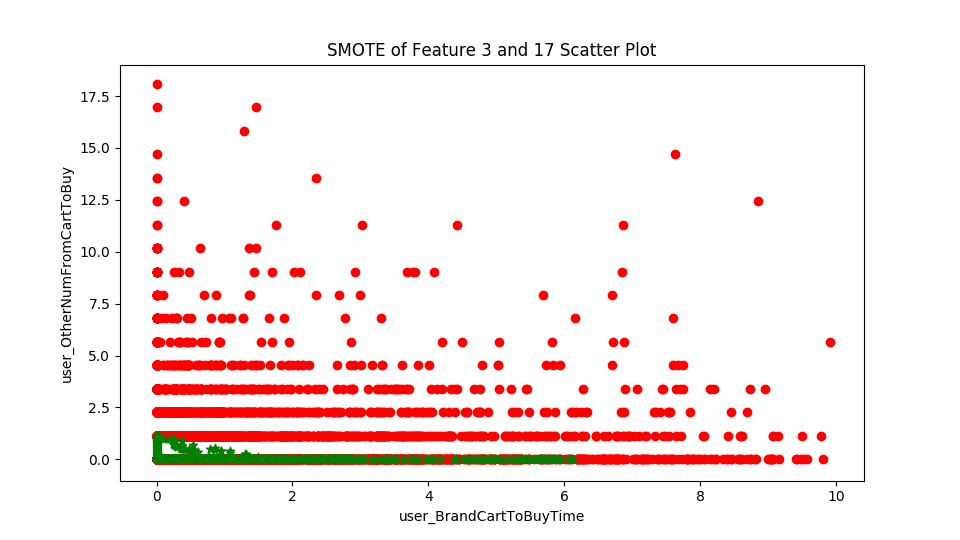 SMOTE of Feature 3 and 17 Scatter Plot
user_OtherNumFromCartToBuy
17.5
15.0
12.5
10.0
7.5
5.0
2.5
0.0
0 2 4 6 8 10
user_BrandCartToBuyTime